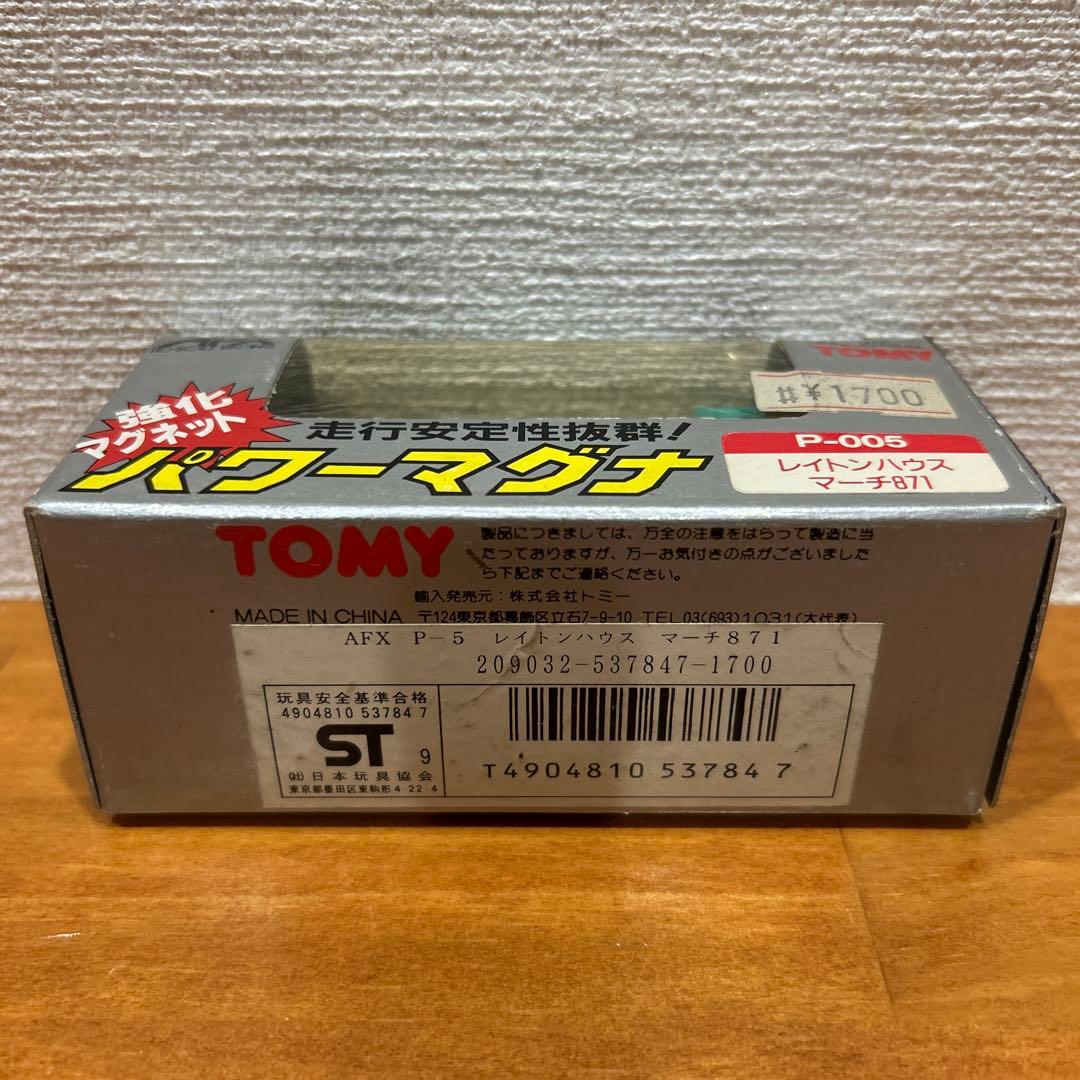 TOMY
#¥1700
強化
マグネット
走行安定性抜群!
パワーマグナ
P-005
レイトンハウス
マーチ871
TOMY
製品につきましては、万全の注意をはらって製造に当
たっておりますが、万一お気付きの点がございました
ら下記までご連絡ください。
輸入発売元:株式会社トミー
MADE IN CHINA 〒124東京都葛飾区立石7-9-10 TEL 03(693)1031(大代表)
AFX P-5 レイトンハウス マーチ871
209032-537847-1700
玩具安全基準合格
4904810 53784 7
ST 9
㈳日本玩具協会
東京都墨田区東駒形4-22-4
T4904810 53784 7